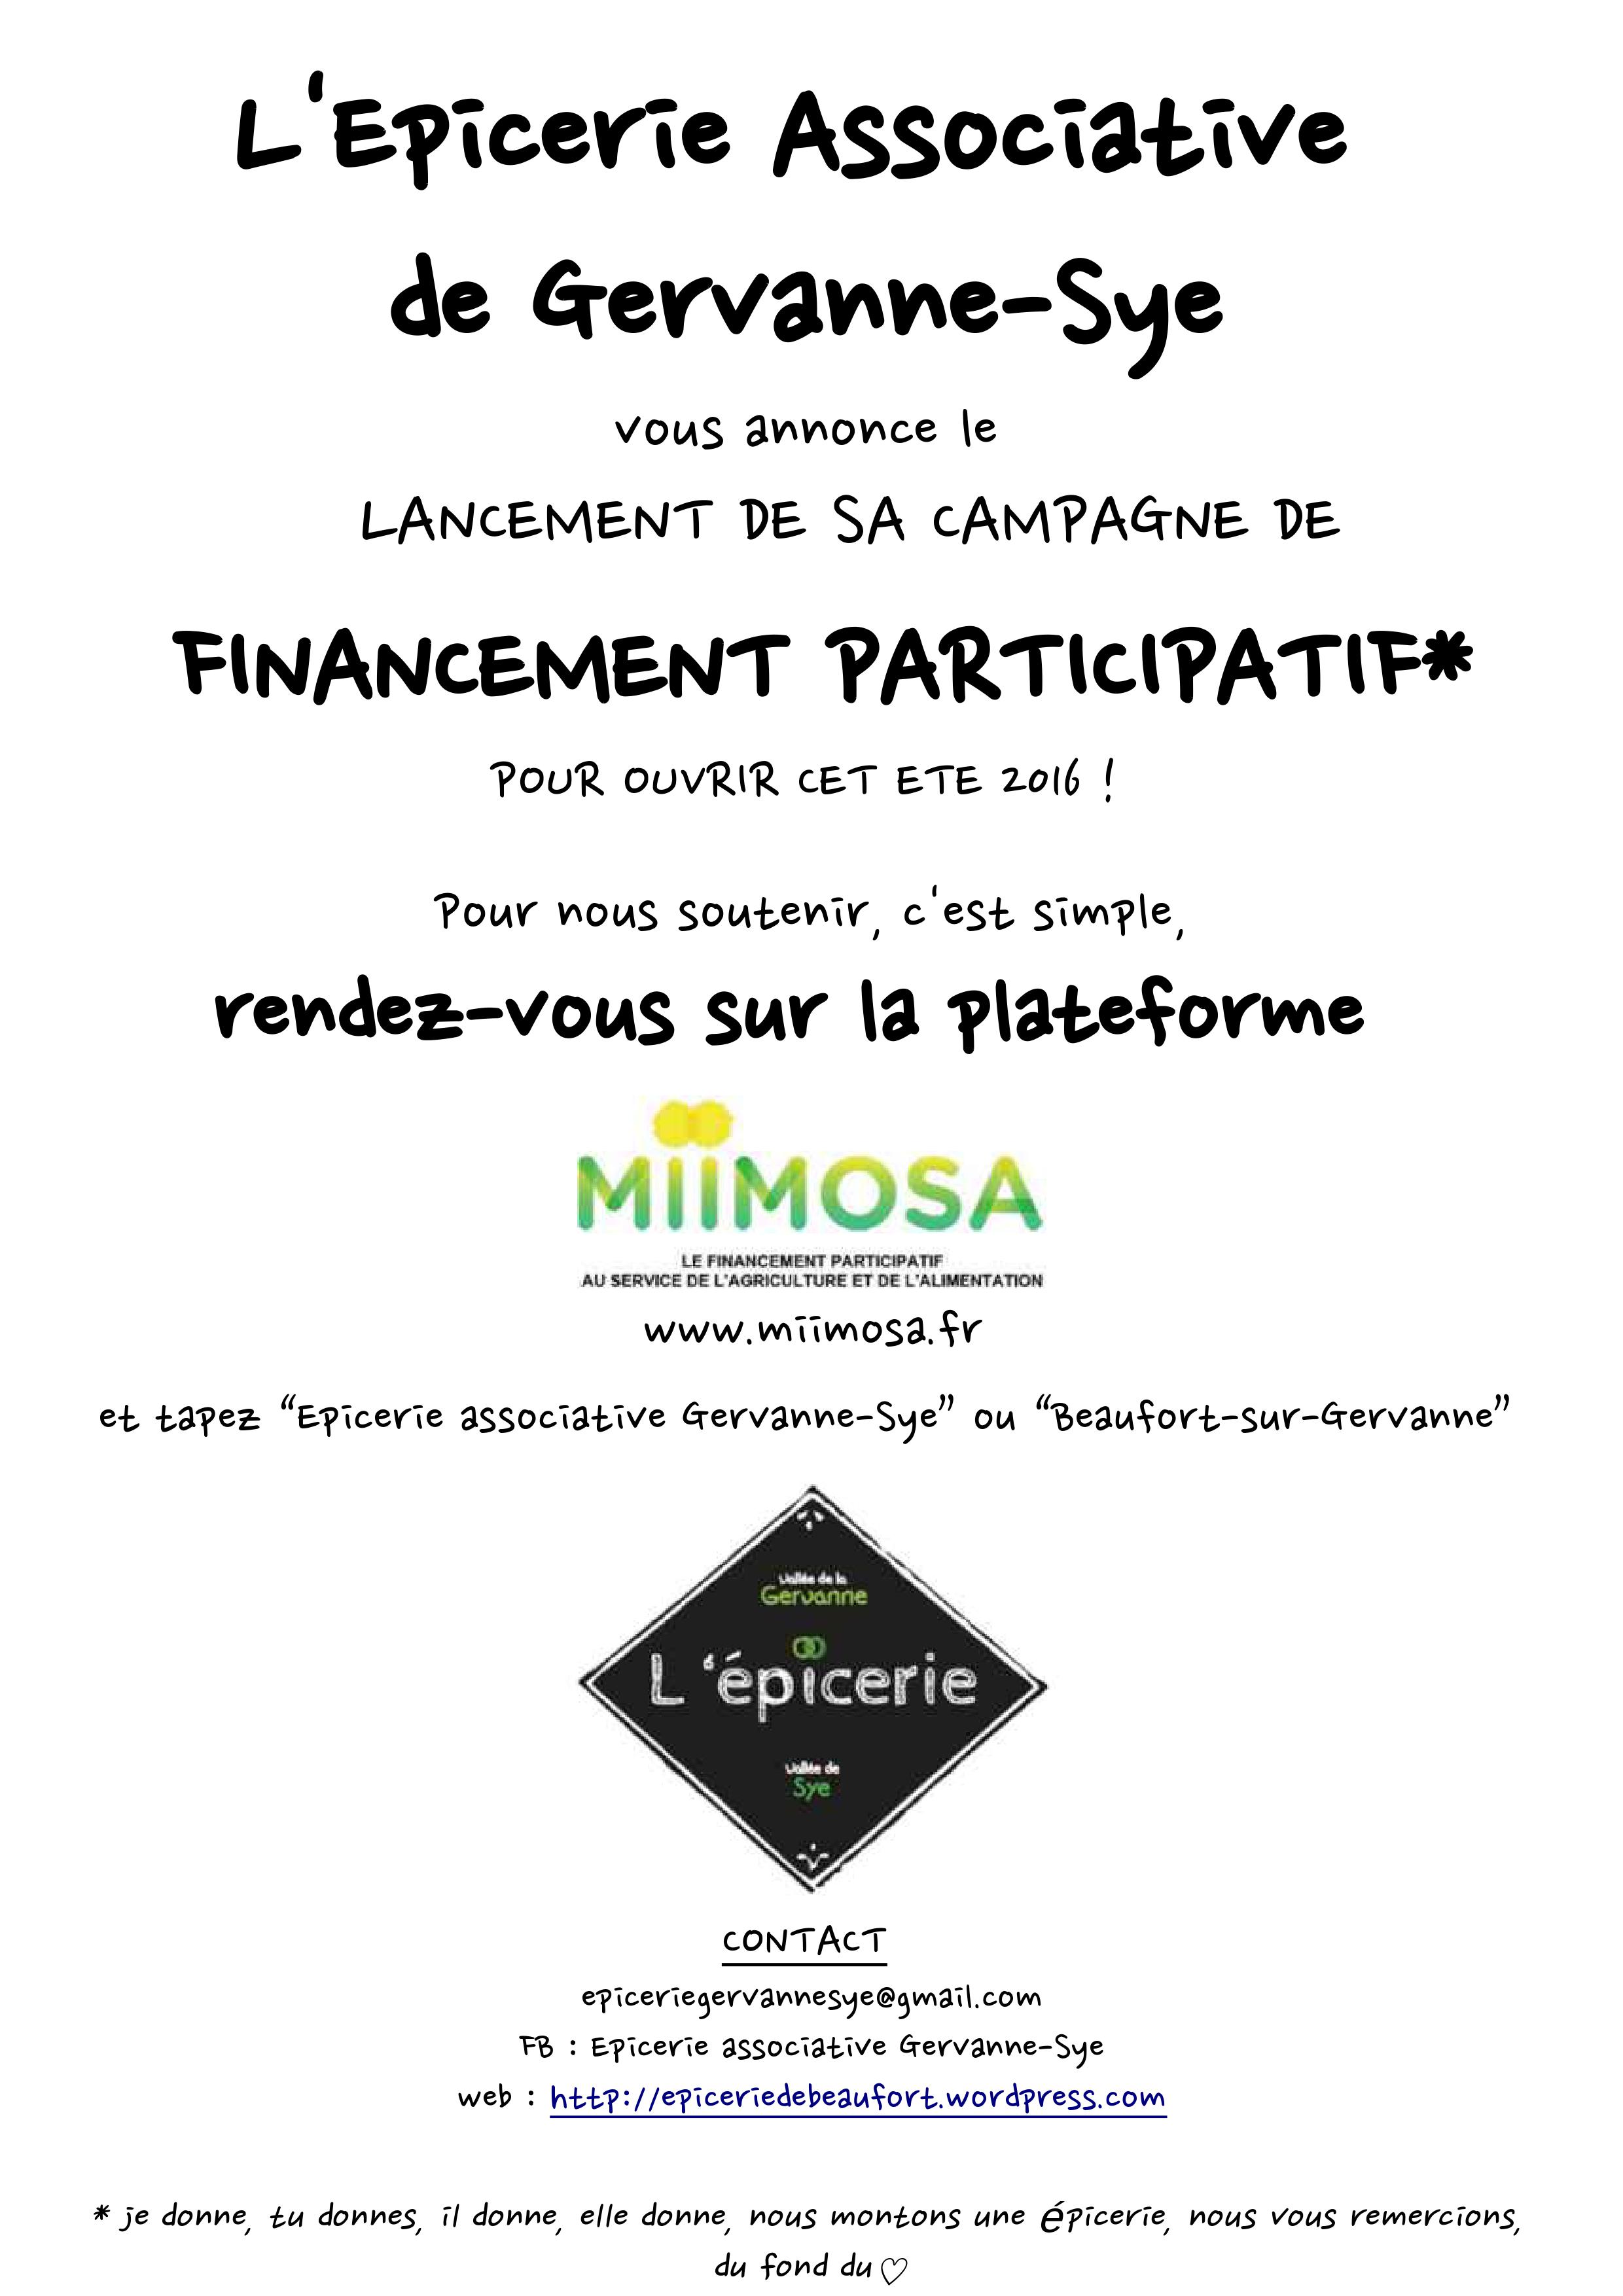 L'Epicerie Associative
de Gervanne-Sye
vous annonce le
LANCEMENT DE SA CAMPAGNE DE
FINANCEMENT PARTICIPATIF*
POUR OUVRIR CET ETE 2016 !
Pour nous soutenir, c'est simple,
rendez-vous sur la plateforme
MIIMOSA
LE FINANCEMENT PARTICIPATIF
AU SERVICE DE L'AGRICULTURE ET DE L'ALIMENTATION
www.miimosa.fr
et tapez “Epicerie associative Gervanne-Sye” ou “Beaufort-sur-Gervanne”
Vallée de la
Gervanne
L'épicerie
Vallée de
Sye
CONTACT
epiceriegervannesye@gmail.com
FB : Epicerie associative Gervanne-Sye
web : http://epiceriedebeaufort.wordpress.com
* je donne, tu donnes, il donne, elle donne, nous montons une épicerie, nous vous remercions,
du fond du ♡